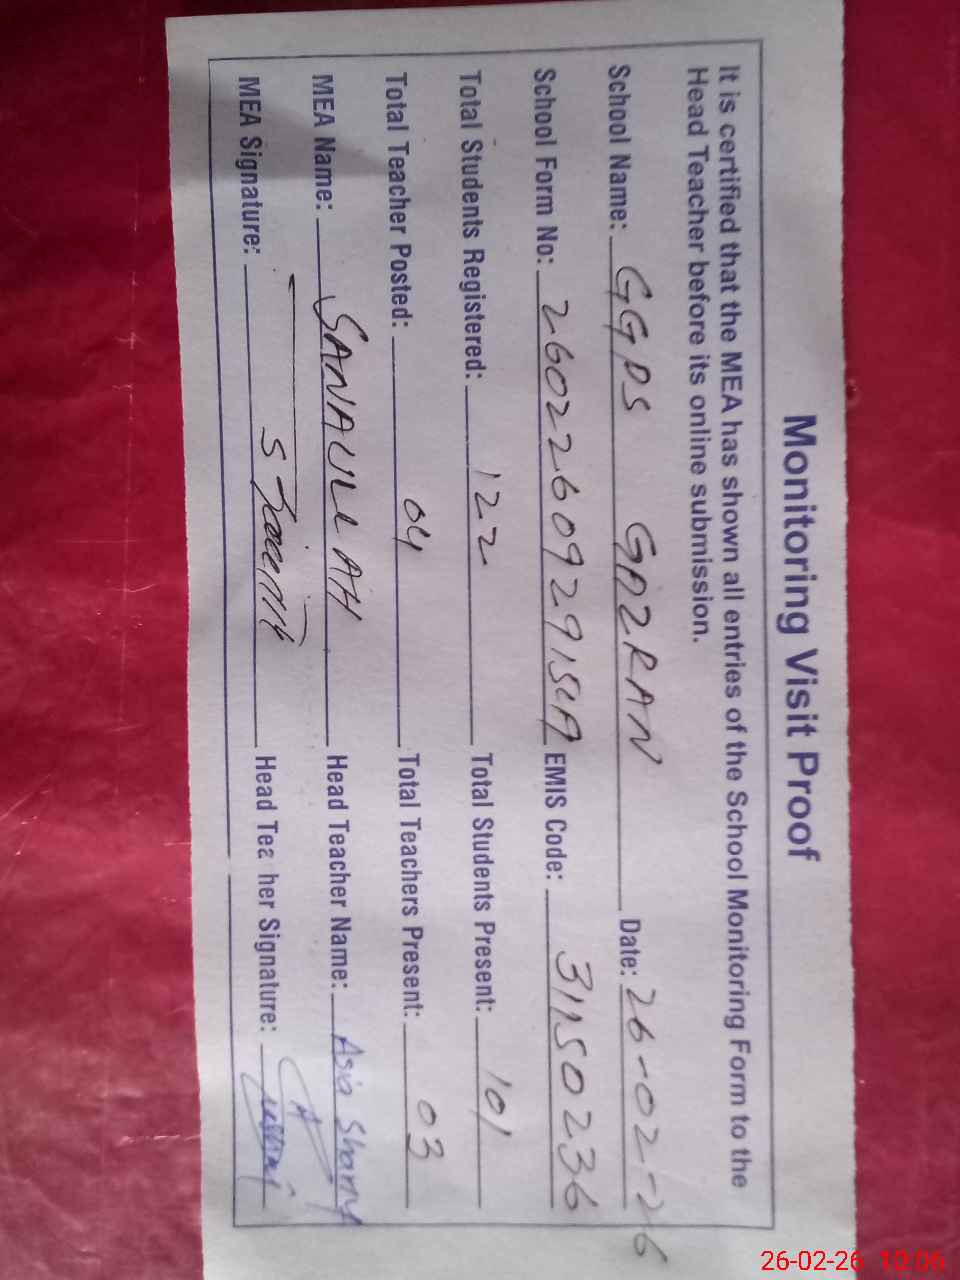 Monitoring Visit Proof
It is certified that the MEA has shown all entries of the School Monitoring Form to the
Head Teacher before its online submission.
School Name: GGPS GAZRAN Date: 26-02-26
School Form No: 26022609291519 EMIS Code: 31150236
Total Students Registered: 122 Total Students Present: 101
Total Teacher Posted: 04 Total Teachers Present: 03
MEA Name: SANAULLAH Head Teacher Name: Asia
MEA Signature: Head Teacher Signature:
26-02-26 10:06